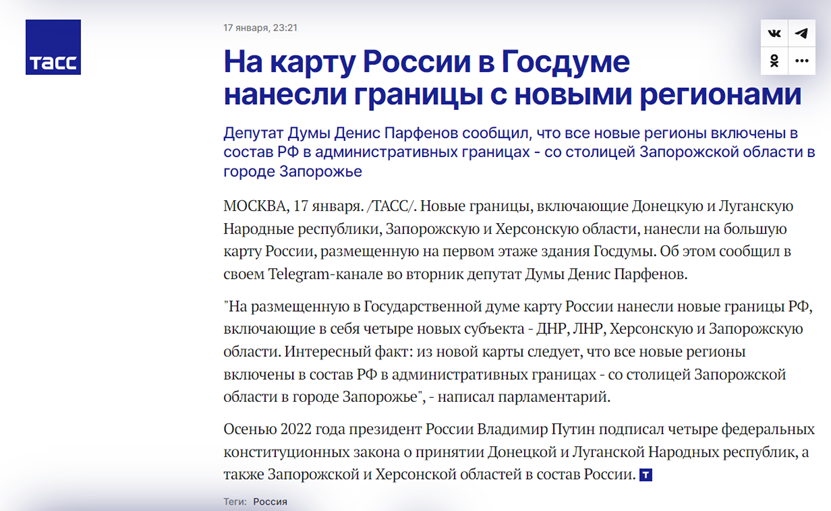 тасс
17 января, 23:21
На карту России в Госдуме
нанесли границы с новыми регионами
Депутат Думы Денис Парфенов сообщил, что все новые регионы включены в
состав РФ в административных границах - со столицей Запорожской области в
городе Запорожье
МОСКВА, 17 января. /ТАСС/. Новые границы, включающие Донецкую и Луганскую
Народные республики, Запорожскую и Херсонскую области, нанесли на большую
карту России, размещенную на первом этаже здания Госдумы. Об этом сообщил в
своем Telegram-канале во вторник депутат Думы Денис Парфенов.
"На размещенную в Государственной думе карту России нанесли новые границы РФ,
включающие в себя четыре новых субъекта - ДНР, ЛНР, Херсонскую и Запорожскую
области. Интересный факт: из новой карты следует, что все новые регионы
включены в состав РФ в административных границах - со столицей Запорожской
области в городе Запорожье", - написал парламентарий.
Осенью 2022 года президент России Владимир Путин подписал четыре федеральных
конституционных закона о принятии Донецкой и Луганской Народных республик, а
также Запорожской и Херсонской областей в состав России. Т
Теги: Россия